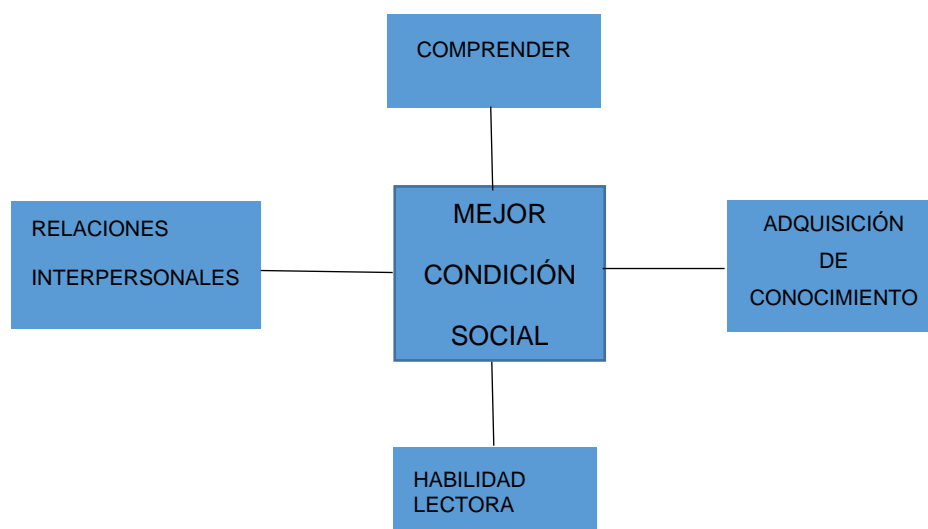 COMPRENDER
RELACIONES
INTERPERSONALES
MEJOR
CONDICIÓN
SOCIAL
ADQUISICIÓN
DE
CONOCIMIENTO
HABILIDAD
LECTORA